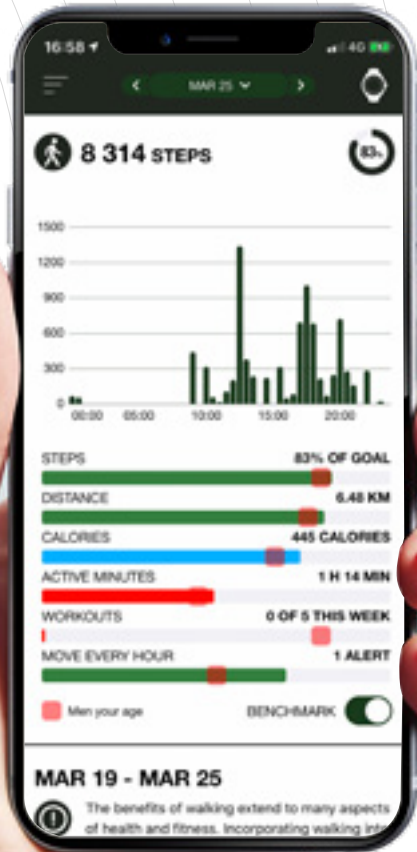 16:58 4G
MAR 25
8 314 STEPS 83%
1500
1200
900
600
300
0
00:00 05:00 10:00 15:00 20:00
STEPS 83% OF GOAL
DISTANCE 6.48 KM
CALORIES 445 CALORIES
ACTIVE MINUTES 1 H 14 MIN
WORKOUTS 0 OF 5 THIS WEEK
MOVE EVERY HOUR 1 ALERT
Men your age BENCHMARK
MAR 19 - MAR 25
The benefits of walking extend to many aspects
of health and fitness. Incorporating walking into